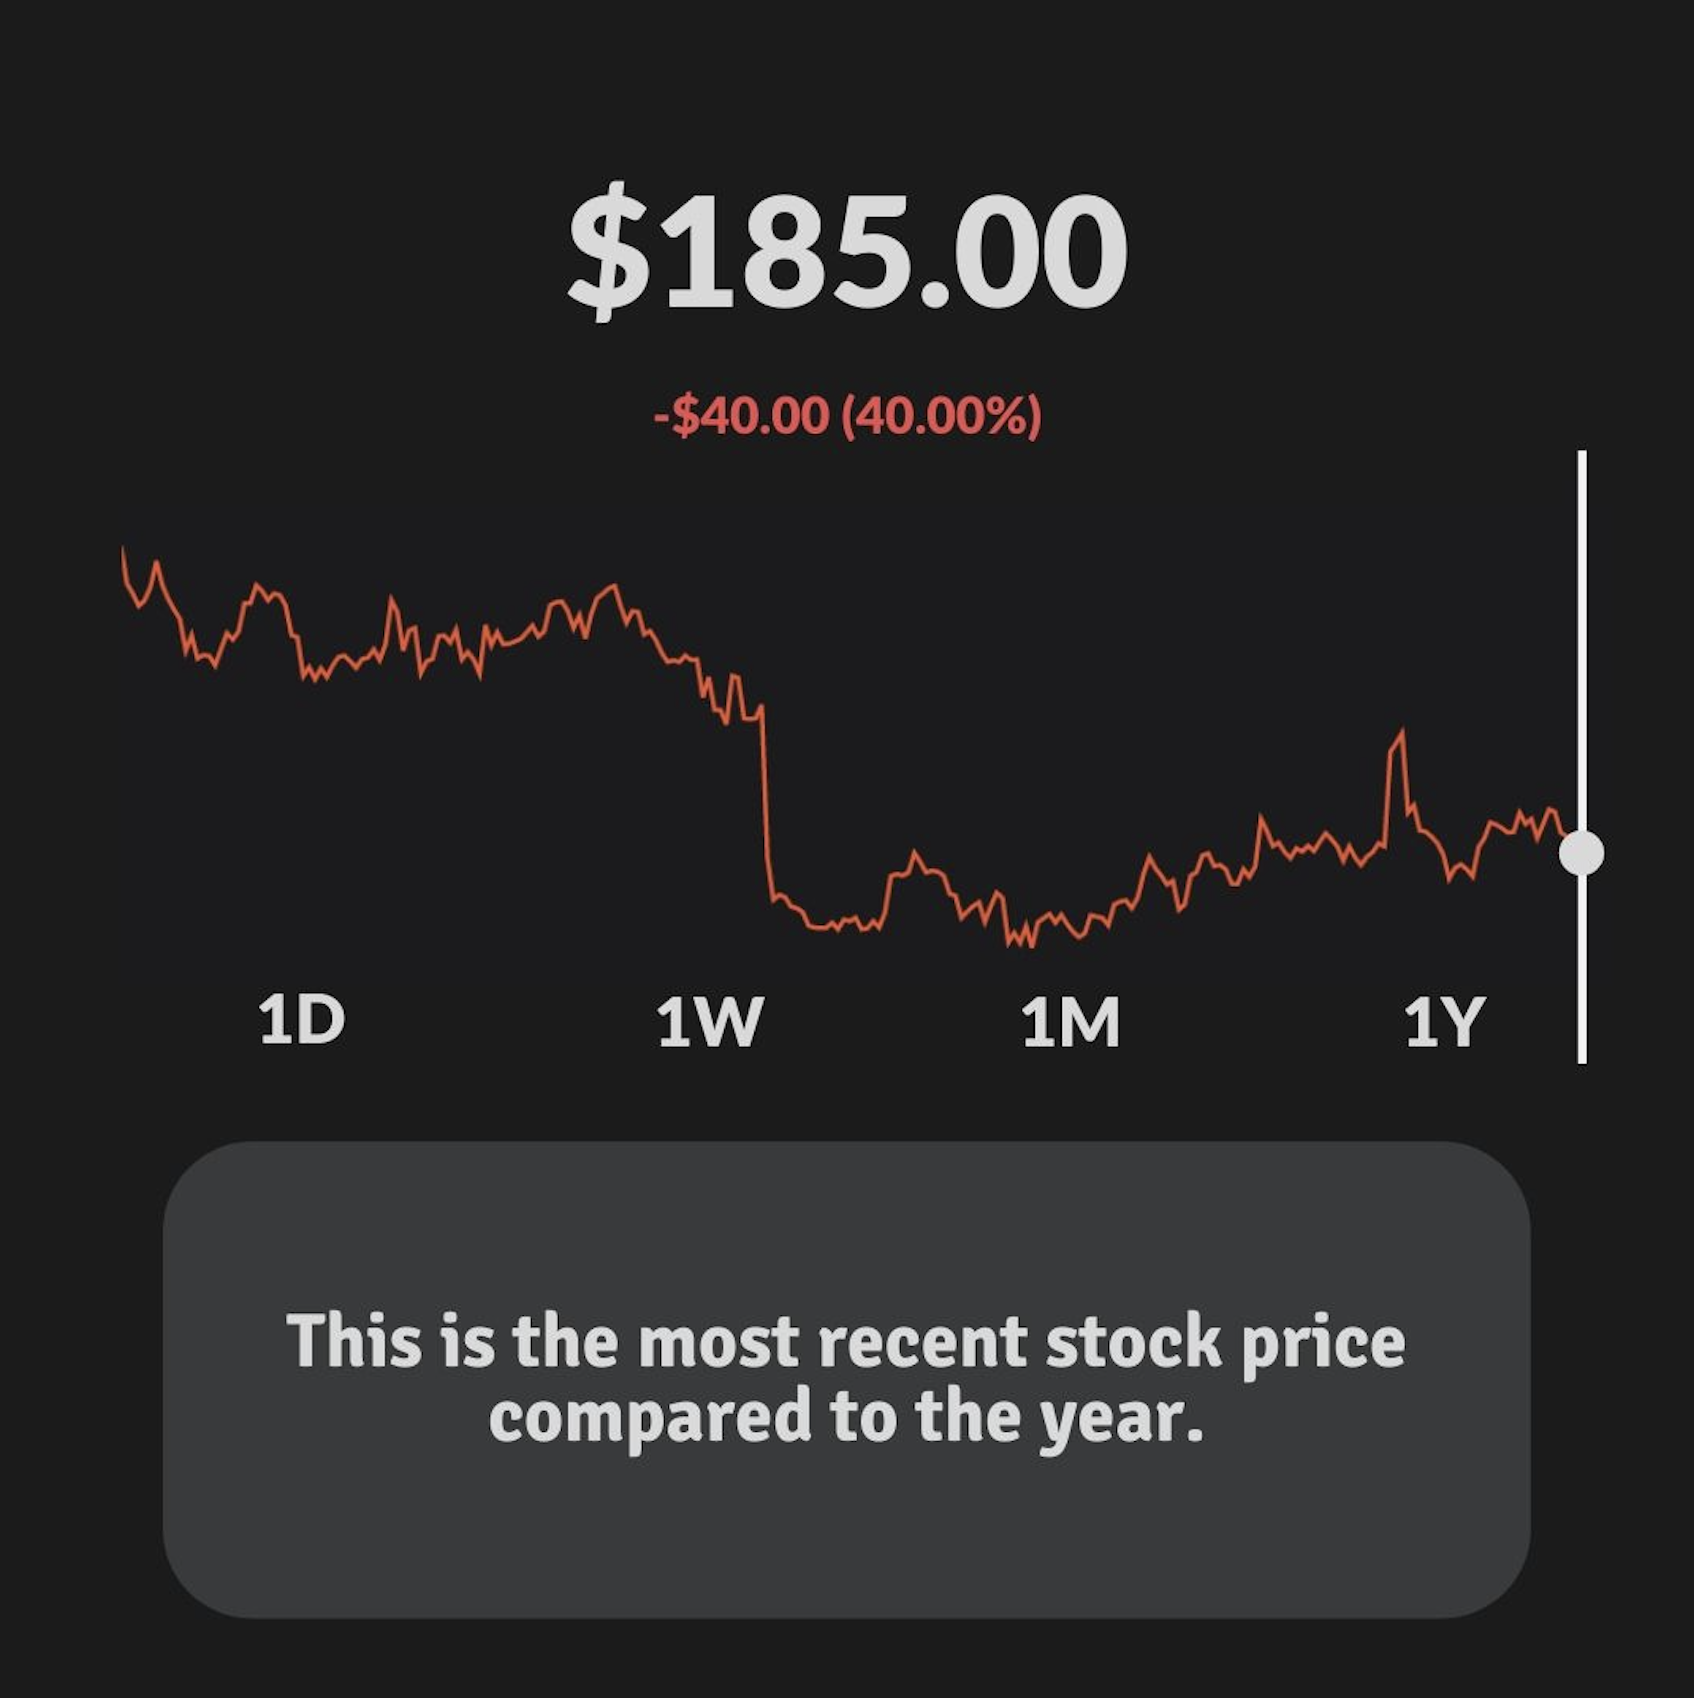 $185.00
-$40.00 (40.00%)
1D 1W 1M 1Y
This is the most recent stock price
compared to the year.